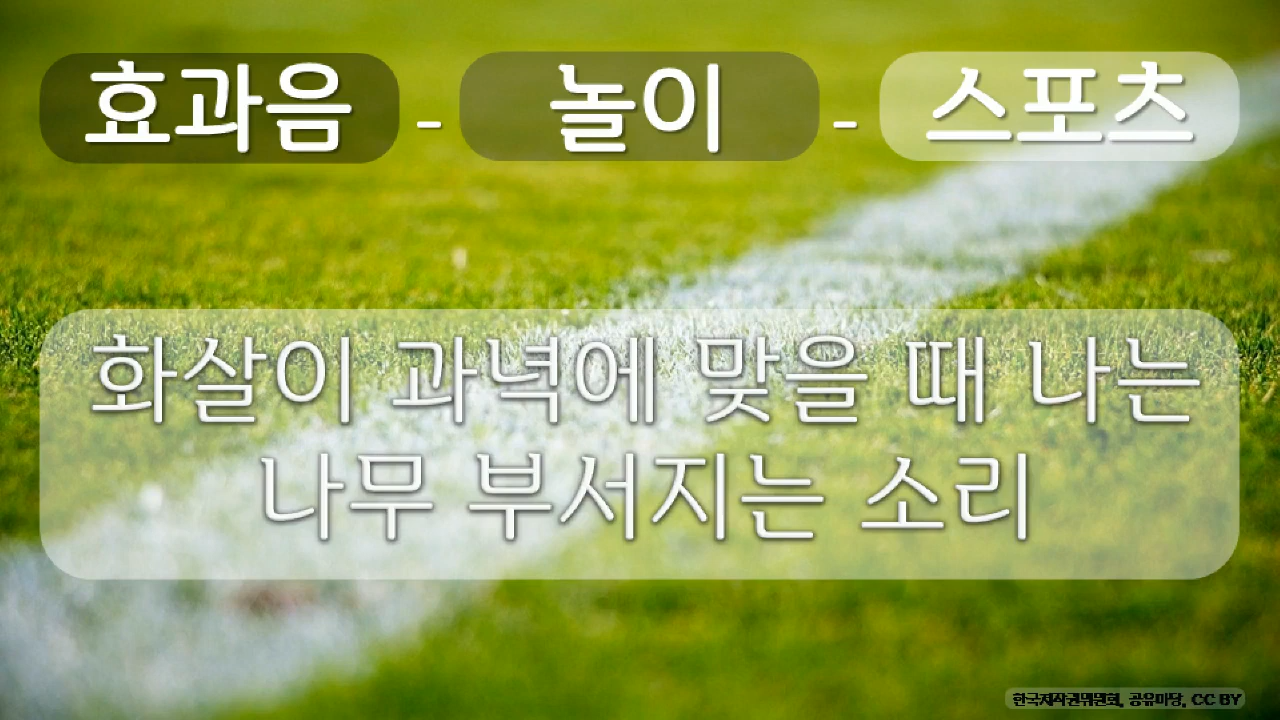 효과음 - 놀이 - 스포츠
화살이 과녁에 맞을 때 나는
나무 부서지는 소리
한국저작권위원회, 공유마당, CC BY